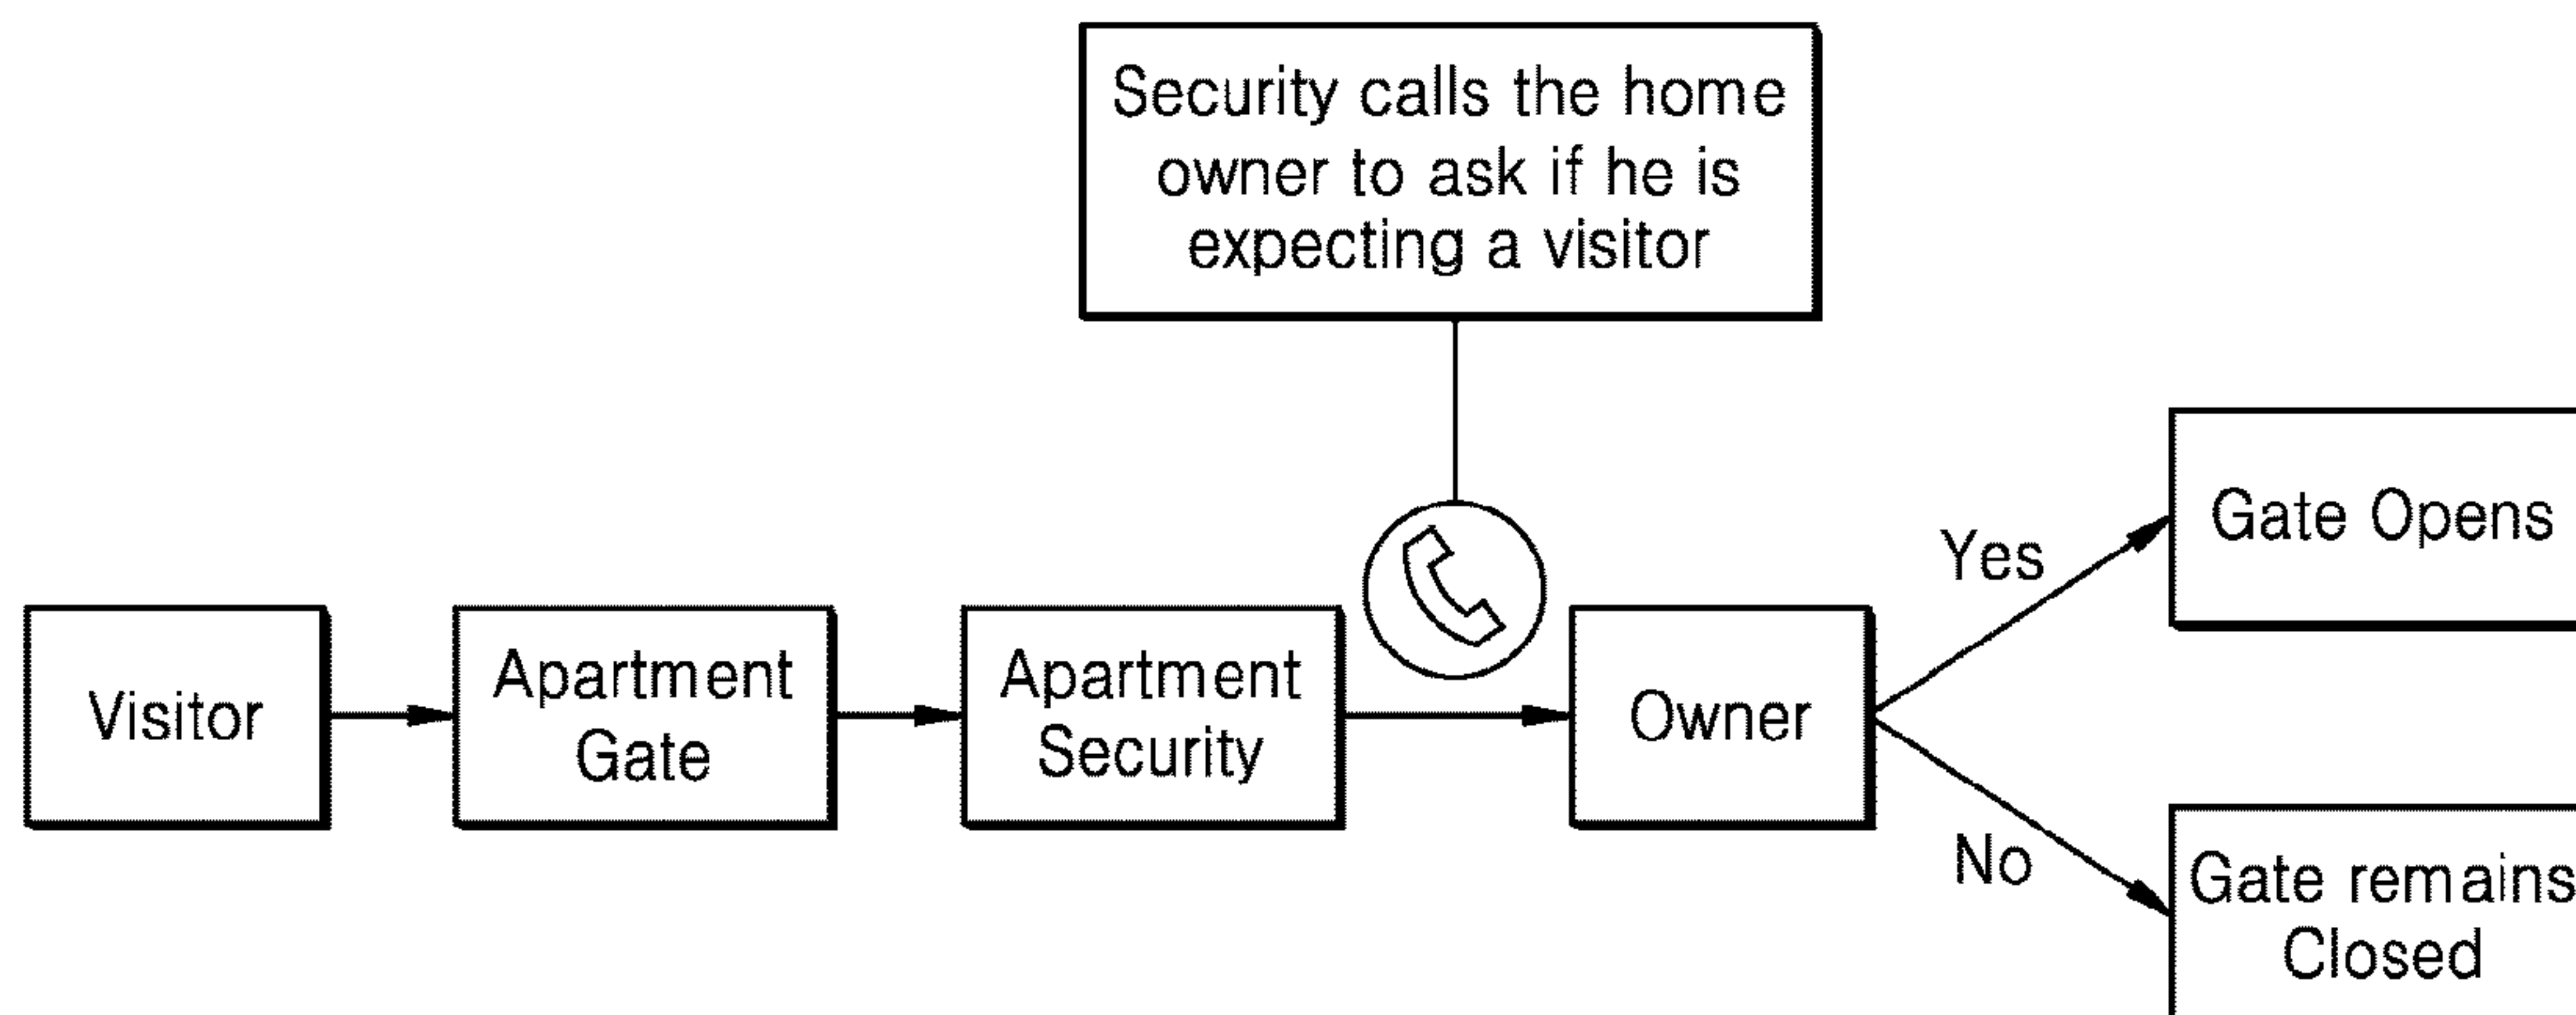 Security calls the home
owner to ask if he is
expecting a visitor
Visitor
Apartment
Gate
Apartment
Security
Owner
Yes
No
Gate Opens
Gate remains
Closed